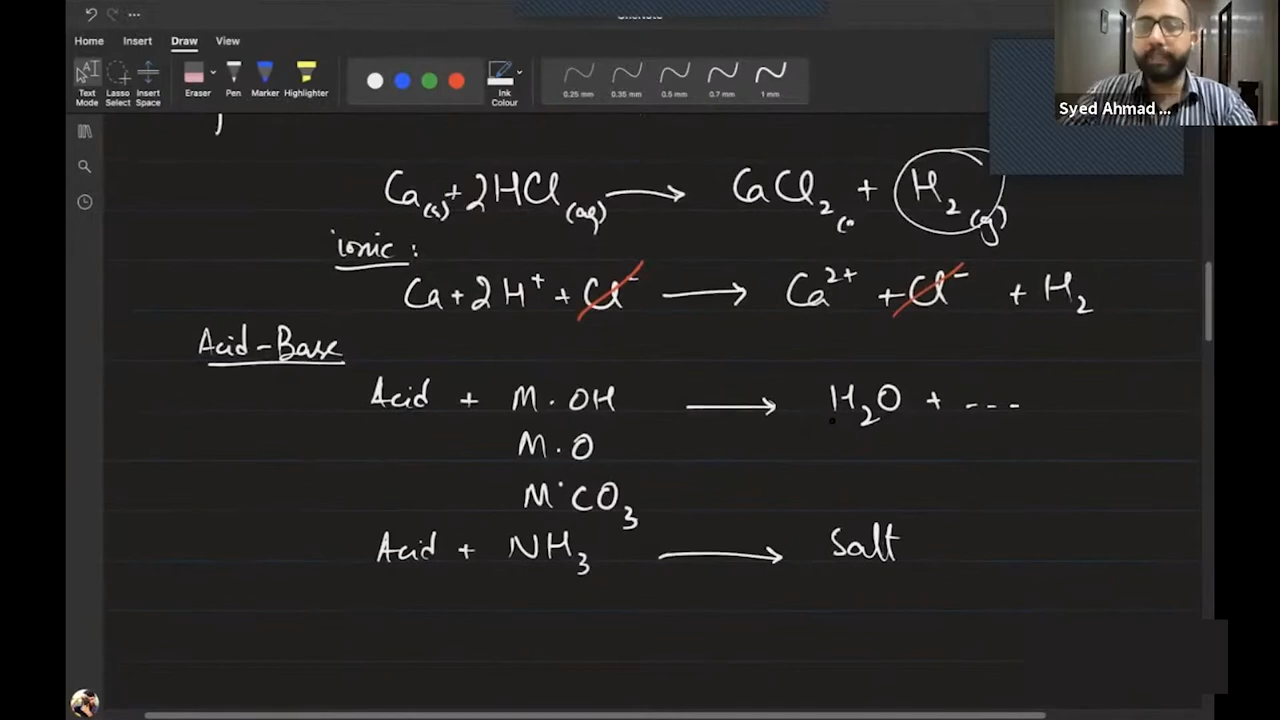 OneNote
Home Insert Draw View
Text Mode Lasso Select Insert Space Eraser Pen Marker Highlighter Ink Colour 0.25 mm 0.35 mm 0.5 mm 0.7 mm 1 mm
Syed Ahmad ...
Ca(s) + 2HCl(aq) → CaCl2 + H2(g)
ionic :
Ca + 2H+ + Cl- → Ca2+ + Cl- + H2
Acid-Base
Acid + M·OH → H2O + ---
M·O
M·CO3
Acid + NH3 → Salt